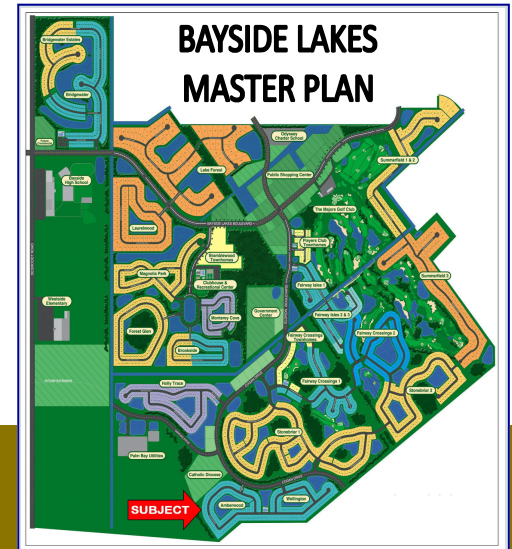 BAYSIDE LAKES
MASTER PLAN
Bridgewater Estates
Bridgewater
Odyssey
Charter School
Summerfield 1 & 2
Lake Forest
Public Shopping Center
Bayside
High School
The Majors Golf Club
Laurelwood
BAYSIDE LAKES BOULEVARD
Players Club
Townhomes
Bramblewood
Townhomes
Magnolia Park
Summerfield 3
Clubhouse &
Recreational Center
Fairway Isles 1
Westside
Elementary
Monterey Cove
Government
Center
Fairway Isles 2 & 3
Forest Glen
Fairway Crossings
Townhomes
Fairway Crossings 2
Brookside
Holly Trace
Fairway Crossings 1
Stonebriar 2
Stonebriar 1
Palm Bay Utilities
Catholic Diocese
Wellington
Amberwood
SUBJECT